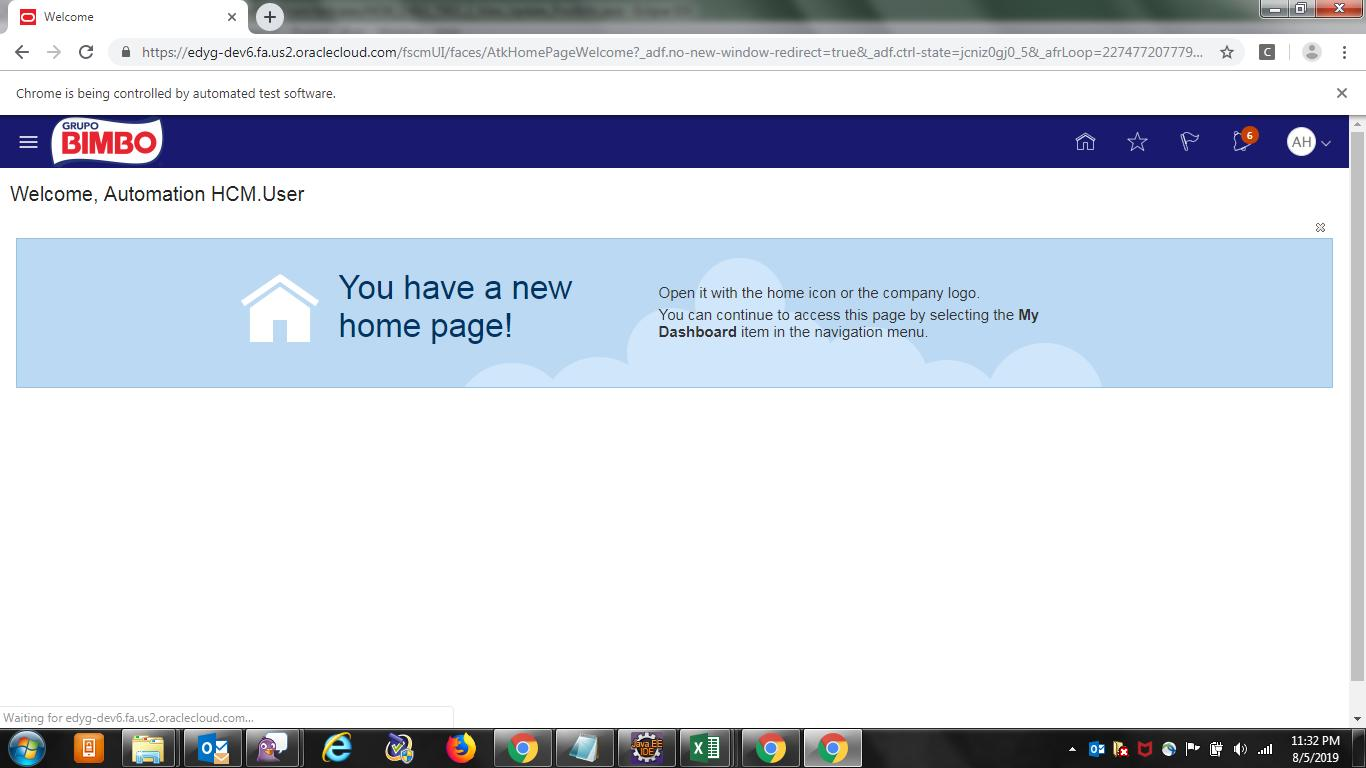 Welcome
https://edyg-dev6.fa.us2.oraclecloud.com/fscmUI/faces/AtkHomePageWelcome?_adf.no-new-window-redirect=true&_adf.ctrl-state=jcniz0gj0_5&_afrLoop=227477207779...
C
Chrome is being controlled by automated test software.
GRUPO
BIMBO
6
AH
Welcome, Automation HCM.User
You have a new
home page!
Open it with the home icon or the company logo.
You can continue to access this page by selecting the My
Dashboard item in the navigation menu.
Waiting for edyg-dev6.fa.us2.oraclecloud.com...
Java EE
IDE
11:32 PM
8/5/2019